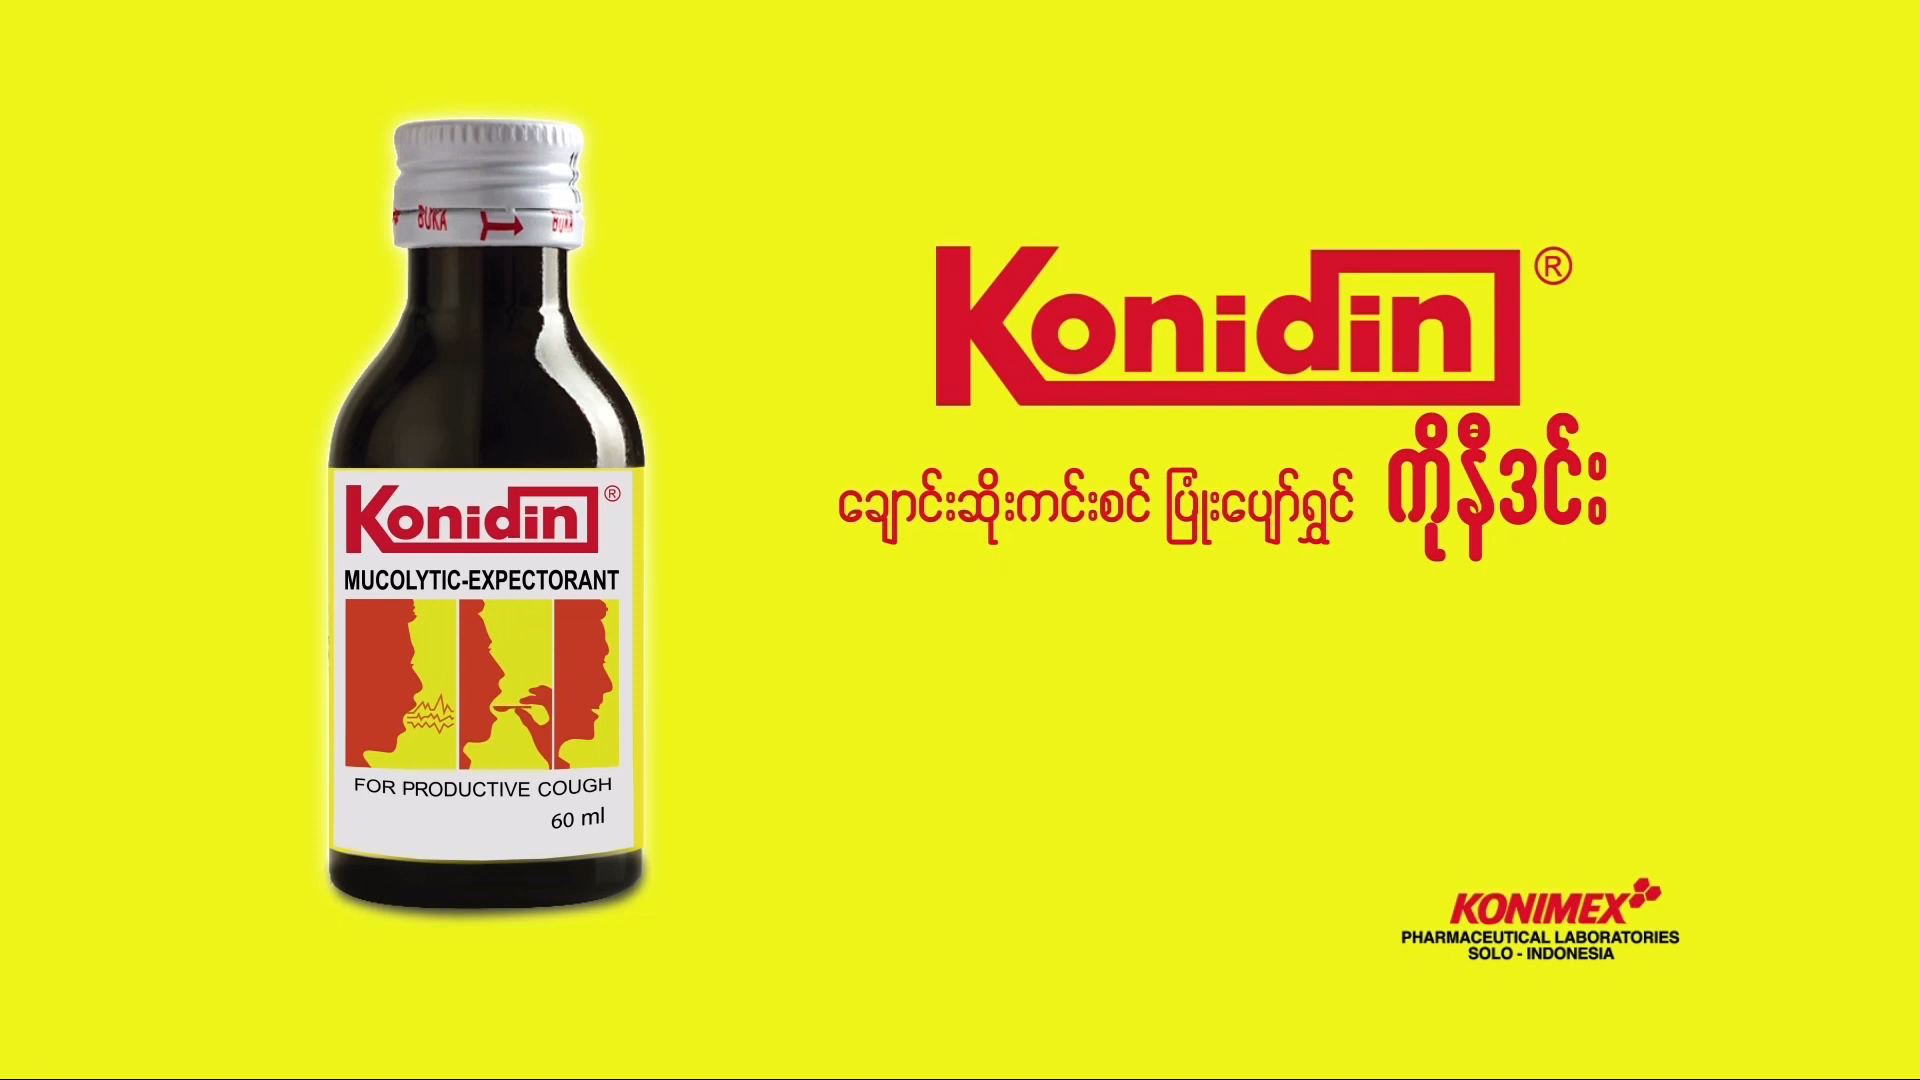 BUKA BUKA
Konidin®
MUCOLYTIC-EXPECTORANT
FOR PRODUCTIVE COUGH
60 ml
Konidin®
ချောင်းဆိုးကင်းစင် ပြုံးပျော်ရွှင် ကိုနီဒင်း
KONIMEX
PHARMACEUTICAL LABORATORIES
SOLO - INDONESIA